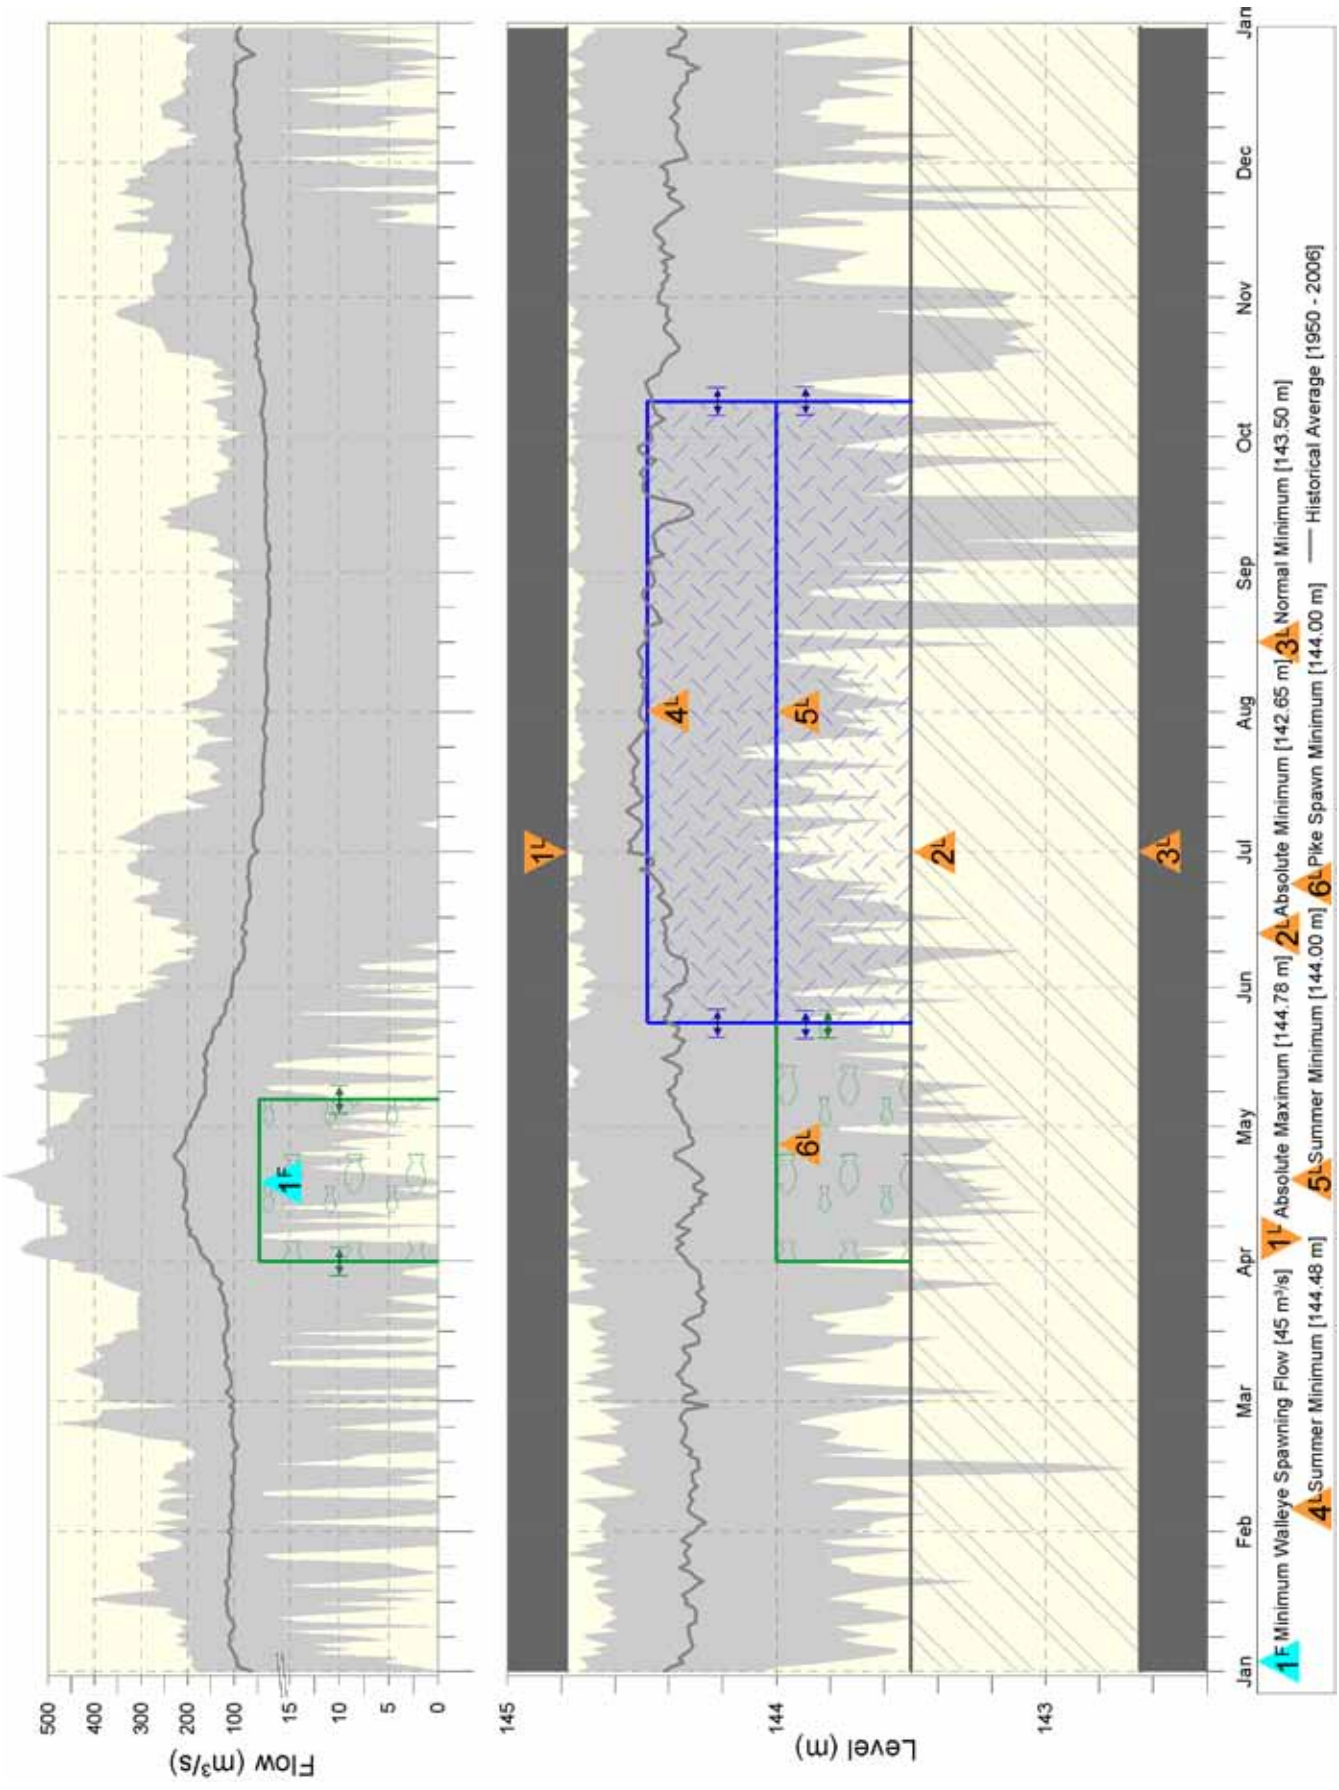 Flow (m³/s)
500
400
300
200
100
15
10
5
0
1F
Level (m)
145
144
143
1L
4L
5L
6L
2L
3L
Jan Feb Mar Apr May Jun Jul Aug Sep Oct Nov Dec Jan
1F Minimum Walleye Spawning Flow [45 m³/s] 1L Absolute Maximum [144.78 m] 2L Absolute Minimum [142.65 m] 3L Normal Minimum [143.50 m]
4L Summer Minimum [144.48 m] 5L Summer Minimum [144.00 m] 6L Pike Spawn Minimum [144.00 m] Historical Average [1950 - 2006]